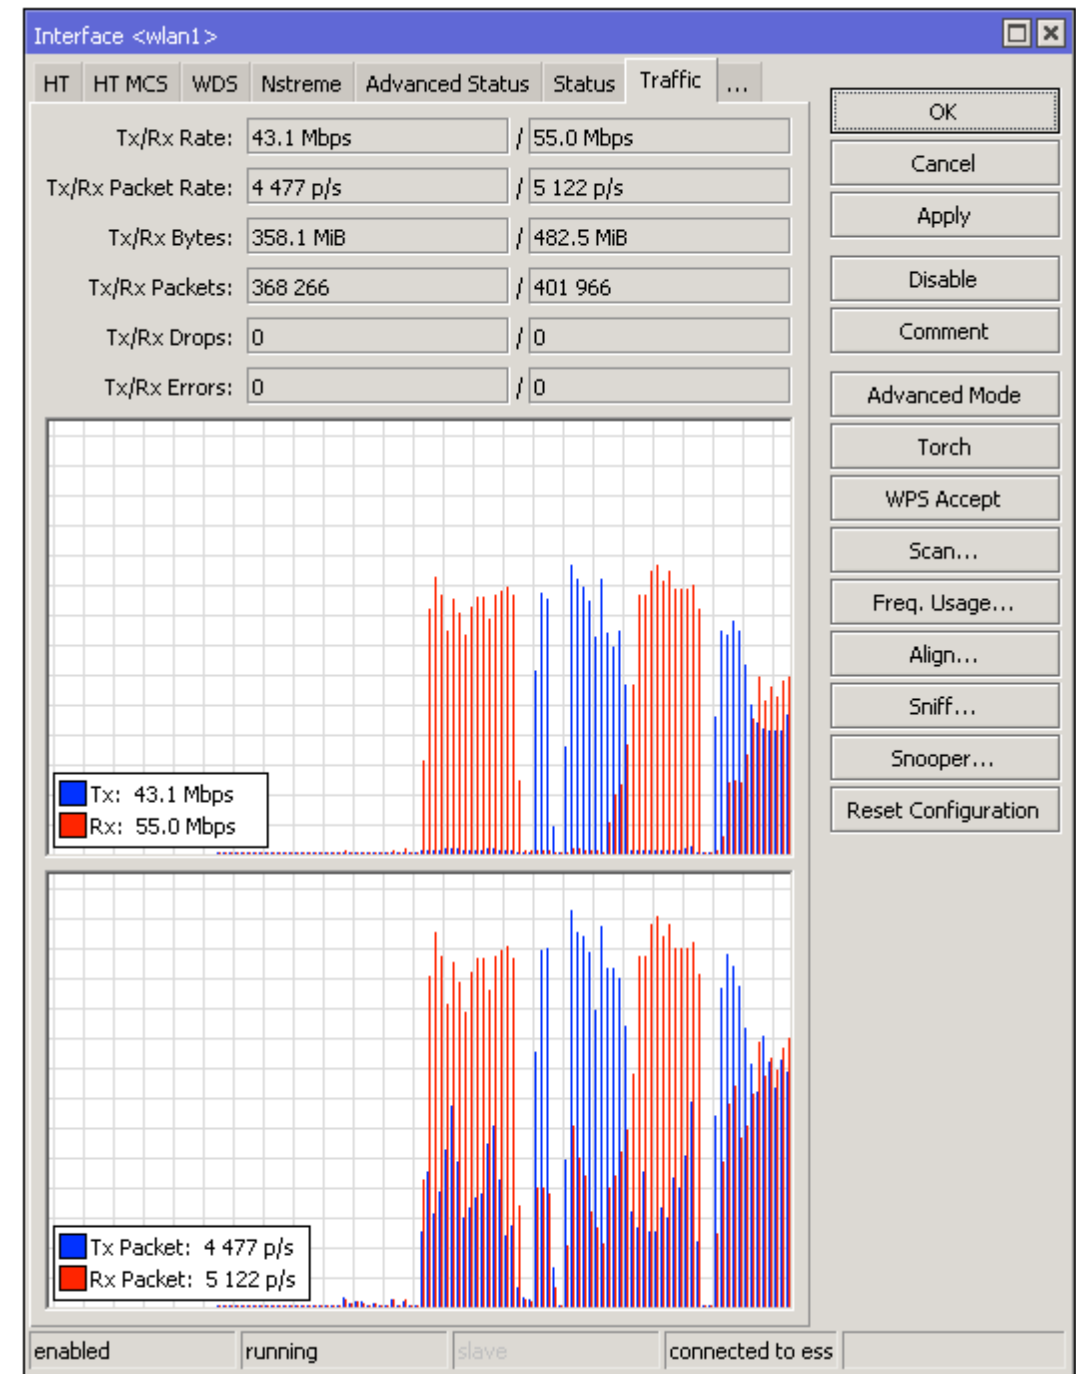 Interface <wlan1>
HT HT MCS WDS Nstreme Advanced Status Status Traffic ...
Tx/Rx Rate: 43.1 Mbps / 55.0 Mbps
Tx/Rx Packet Rate: 4 477 p/s / 5 122 p/s
Tx/Rx Bytes: 358.1 MiB / 482.5 MiB
Tx/Rx Packets: 368 266 / 401 966
Tx/Rx Drops: 0 / 0
Tx/Rx Errors: 0 / 0
Tx: 43.1 Mbps
Rx: 55.0 Mbps
Tx Packet: 4 477 p/s
Rx Packet: 5 122 p/s
OK
Cancel
Apply
Disable
Comment
Advanced Mode
Torch
WPS Accept
Scan...
Freq. Usage...
Align...
Sniff...
Snooper...
Reset Configuration
enabled running slave connected to ess